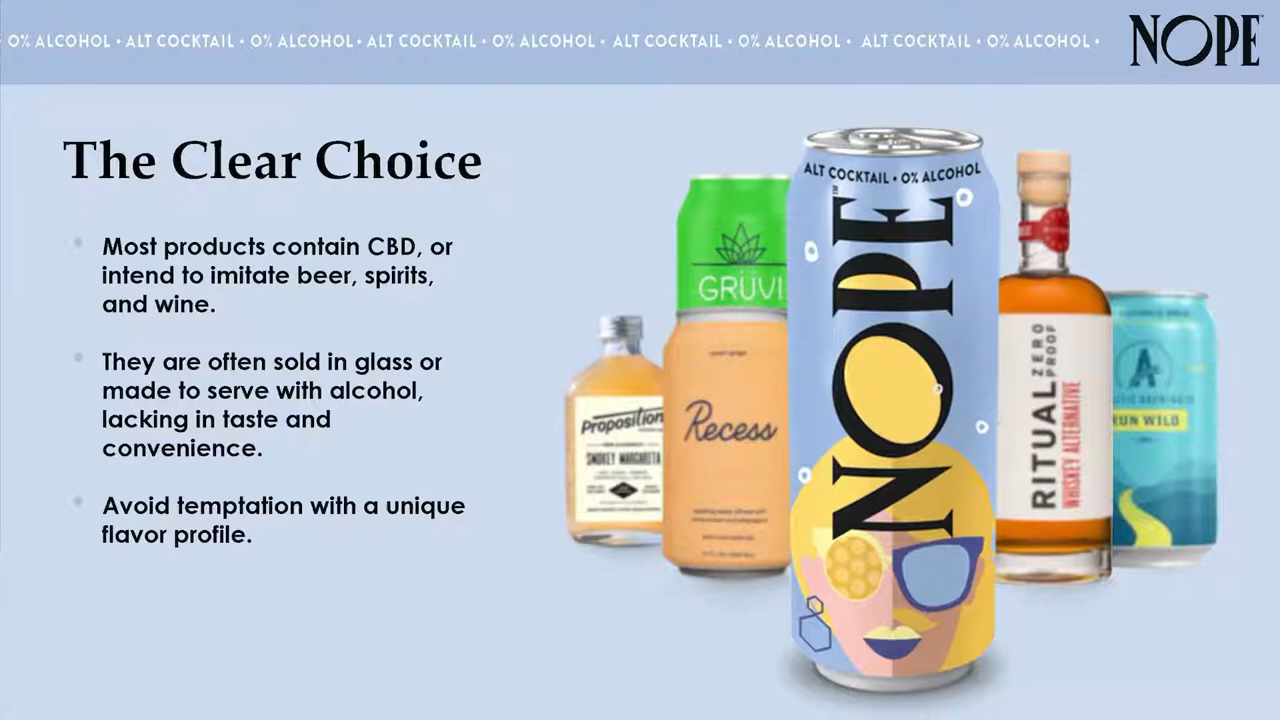 0% ALCOHOL • ALT COCKTAIL • 0% ALCOHOL • ALT COCKTAIL • 0% ALCOHOL • ALT COCKTAIL • 0% ALCOHOL • ALT COCKTAIL • 0% ALCOHOL •
NOPE
The Clear Choice
Most products contain CBD, or
intend to imitate beer, spirits,
and wine.
They are often sold in glass or
made to serve with alcohol,
lacking in taste and
convenience.
Avoid temptation with a unique
flavor profile.
Proposition
SMOKEY MARGARETA
GRÜVI
Recess
ALT COCKTAIL • 0% ALCOHOL
NOPE
RITUAL
ZERO
PROOF
WHISKEY ALTERNATIVE
A
RUN WILD